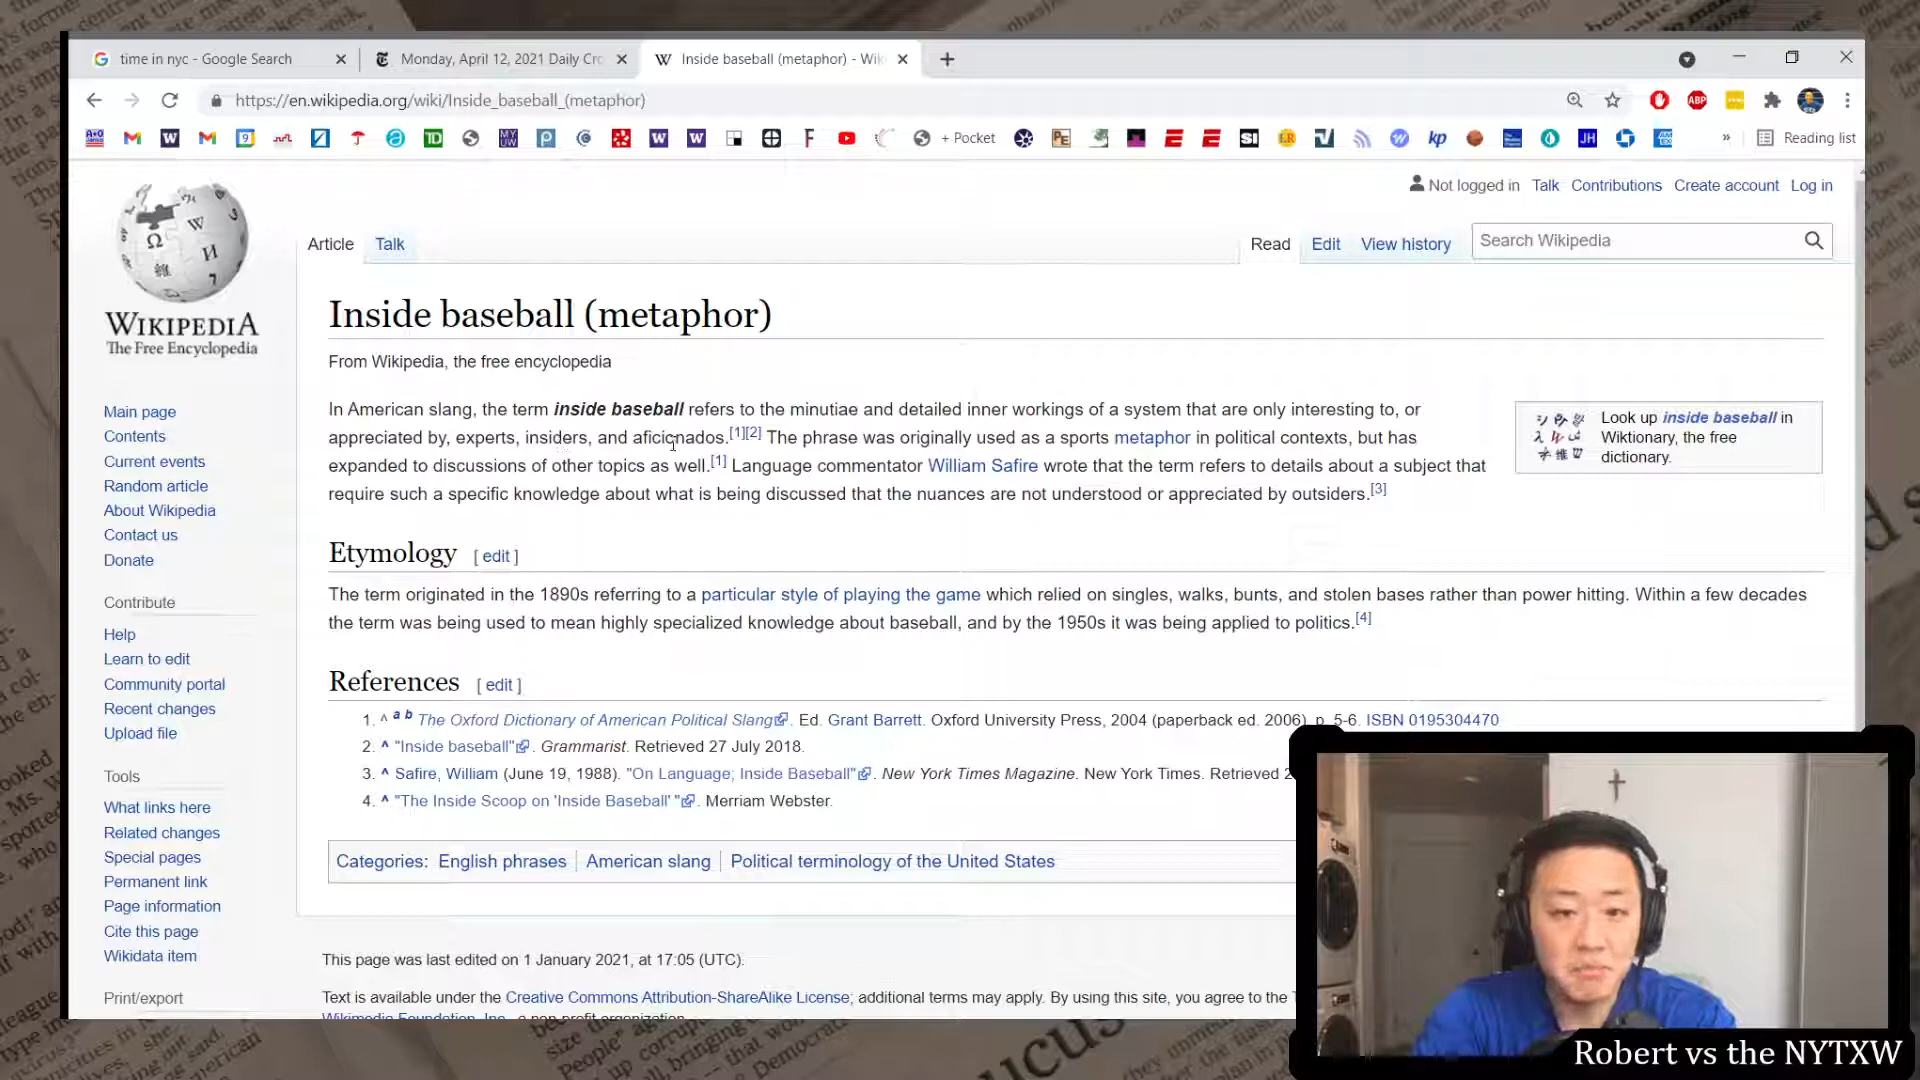 time in nyc - Google Search
Monday, April 12, 2021 Daily Cro
Inside baseball (metaphor) - Wik
https://en.wikipedia.org/wiki/Inside_baseball_(metaphor)
+ Pocket
Reading list
Not logged in Talk Contributions Create account Log in
Article Talk Read Edit View history Search Wikipedia
WIKIPEDIA
The Free Encyclopedia
Inside baseball (metaphor)
From Wikipedia, the free encyclopedia
In American slang, the term inside baseball refers to the minutiae and detailed inner workings of a system that are only interesting to, or
appreciated by, experts, insiders, and aficionados.[1][2] The phrase was originally used as a sports metaphor in political contexts, but has
expanded to discussions of other topics as well.[1] Language commentator William Safire wrote that the term refers to details about a subject that
require such a specific knowledge about what is being discussed that the nuances are not understood or appreciated by outsiders.[3]
Look up inside baseball in
Wiktionary, the free
dictionary.
Etymology [ edit ]
The term originated in the 1890s referring to a particular style of playing the game which relied on singles, walks, bunts, and stolen bases rather than power hitting. Within a few decades
the term was being used to mean highly specialized knowledge about baseball, and by the 1950s it was being applied to politics.[4]
References [ edit ]
1. ^ a b The Oxford Dictionary of American Political Slang. Ed. Grant Barrett. Oxford University Press, 2004 (paperback ed. 2006), p. 5-6. ISBN 0195304470
2. ^ "Inside baseball". Grammarist. Retrieved 27 July 2018.
3. ^ Safire, William (June 19, 1988). "On Language; Inside Baseball". New York Times Magazine. New York Times. Retrieved 2
4. ^ "The Inside Scoop on 'Inside Baseball' ". Merriam Webster.
Categories: English phrases | American slang | Political terminology of the United States
This page was last edited on 1 January 2021, at 17:05 (UTC).
Text is available under the Creative Commons Attribution-ShareAlike License; additional terms may apply. By using this site, you agree to the T
Wikimedia Foundation, Inc., a non-profit organization.
Main page
Contents
Current events
Random article
About Wikipedia
Contact us
Donate
Contribute
Help
Learn to edit
Community portal
Recent changes
Upload file
Tools
What links here
Related changes
Special pages
Permanent link
Page information
Cite this page
Wikidata item
Print/export
Robert vs the NYTXW